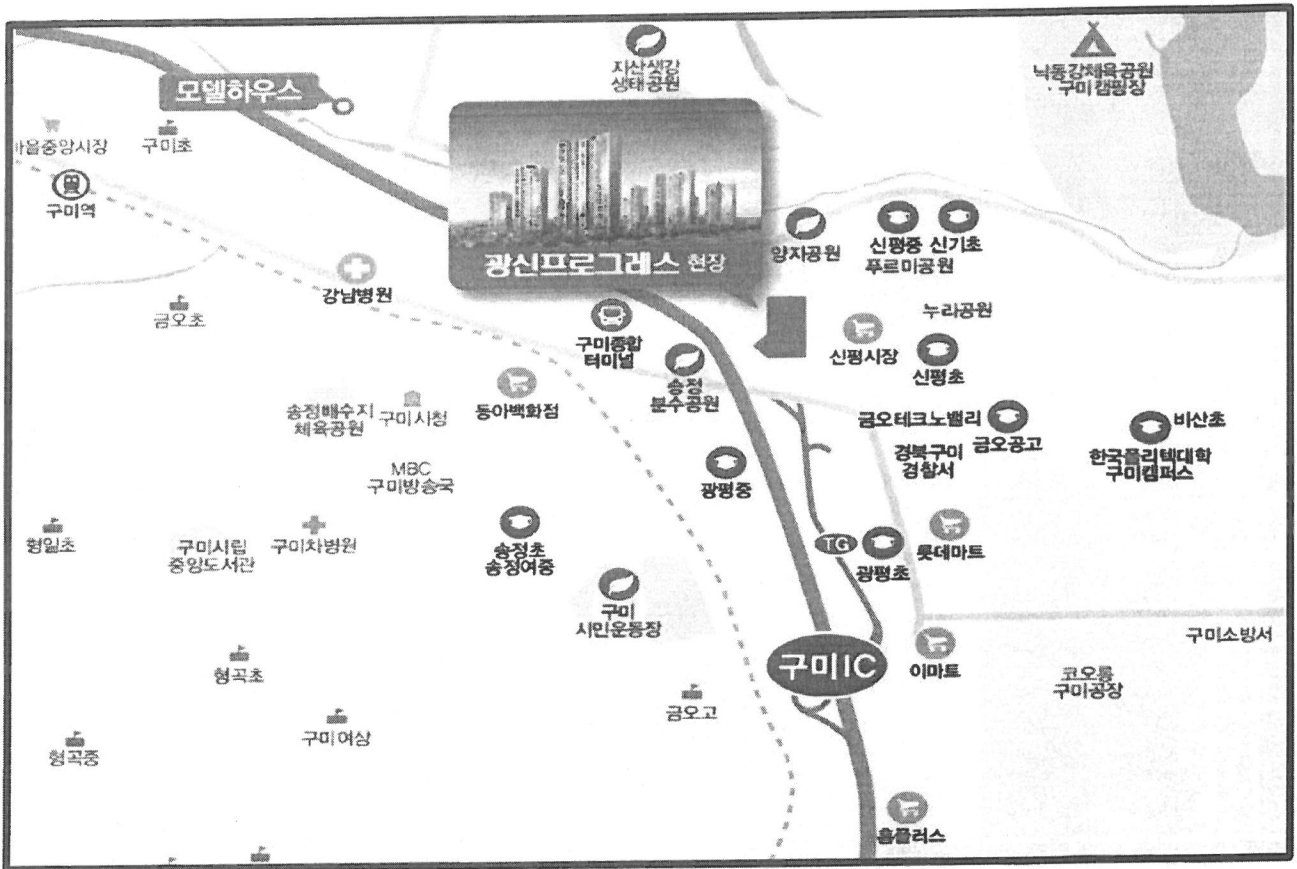 자산샛강
생태공원
낙동강체육공원
· 구미캠핑장
모델하우스
마을중앙시장
구미초
구미역
광신프로그레스 현장
양지공원
신평중
신기초
푸르미공원
강남병원
금오초
구미종합
터미널
송정
분수공원
누라공원
신평시장
신평초
동아백화점
송정배수지
체육공원
구미시청
금오테크노밸리
금오공고
비산초
경북구미
경찰서
한국폴리텍대학
구미캠퍼스
MBC
구미방송국
광평중
형일초
구미시립
중앙도서관
구미차병원
송정초
송정여중
TG
광평초
롯데마트
구미
시민운동장
구미IC
이마트
구미소방서
형곡초
코오롱
구미공장
금오고
구미여상
형곡중
홈플러스